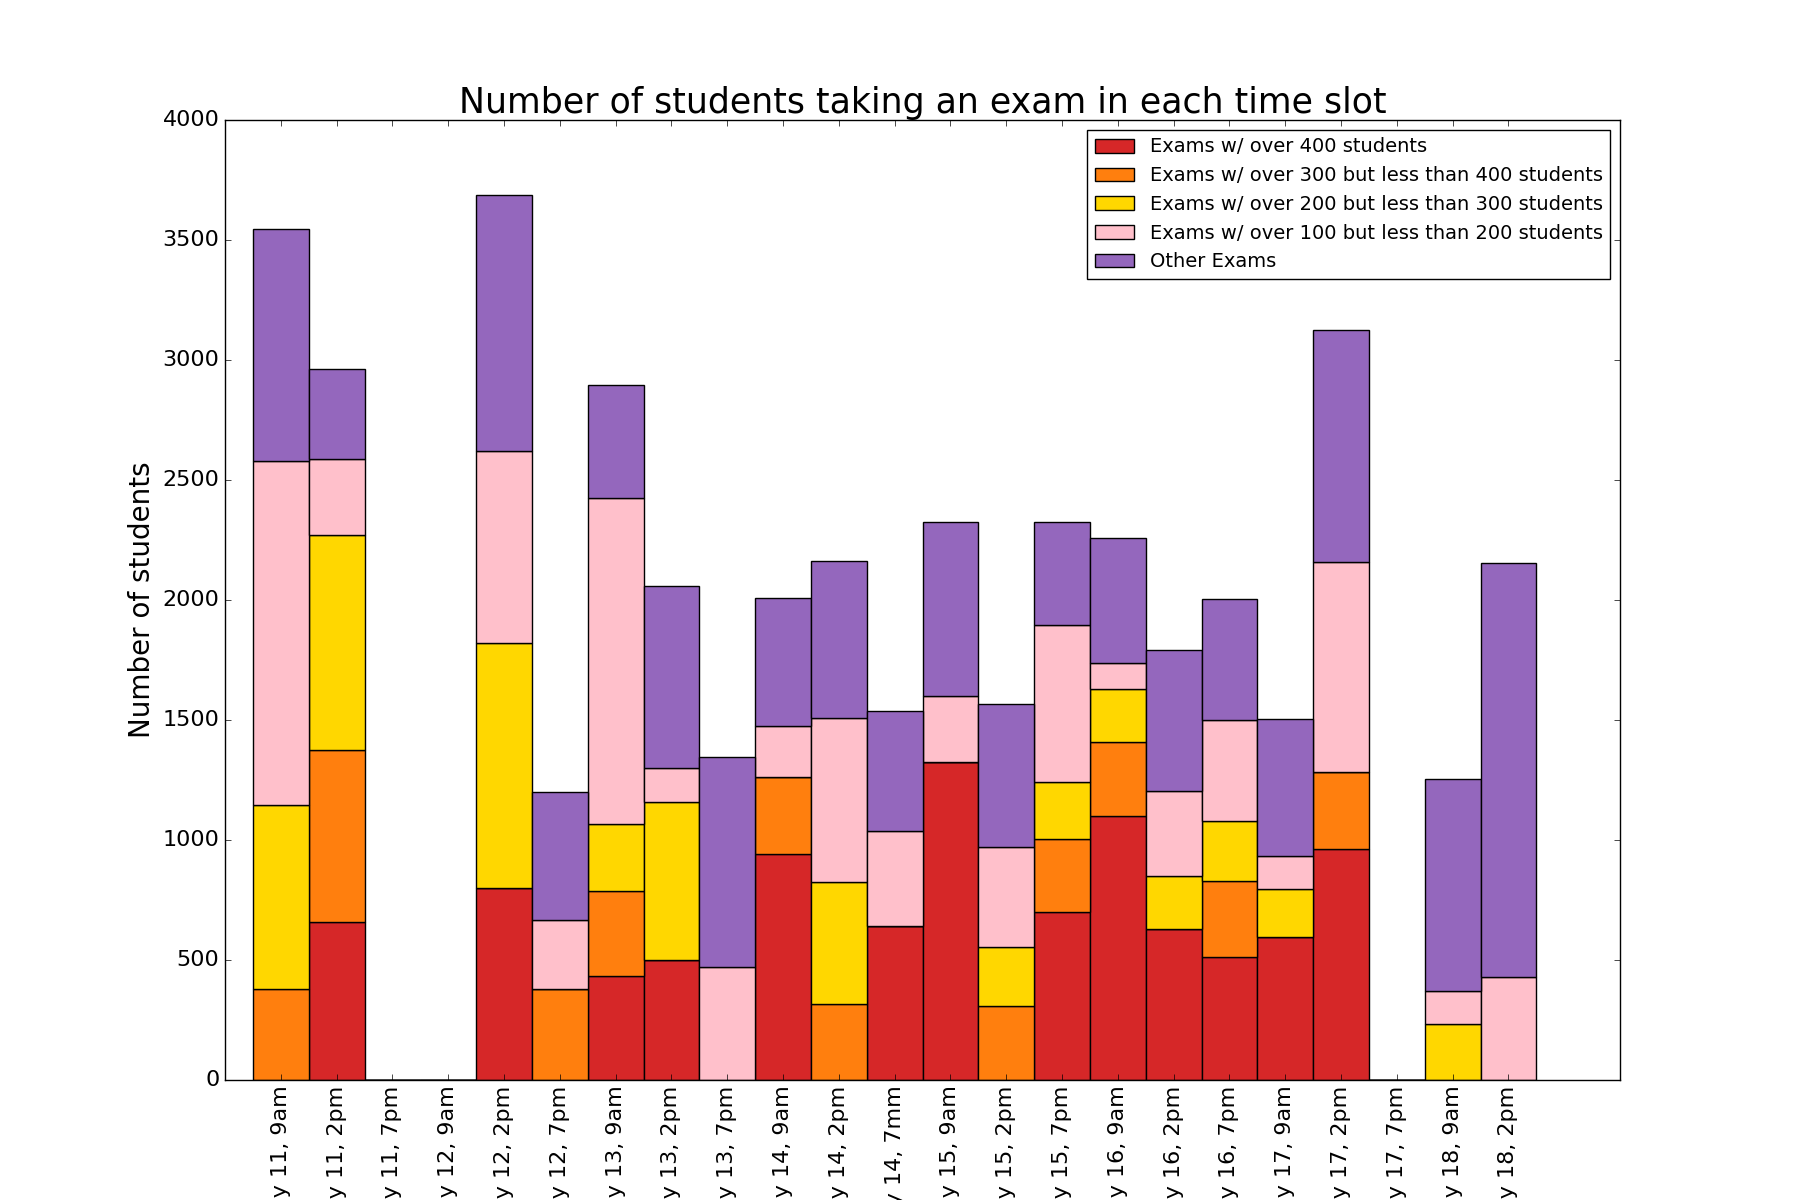 Number of students taking an exam in each time slot
Exams w/ over 400 students
Exams w/ over 300 but less than 400 students
Exams w/ over 200 but less than 300 students
Exams w/ over 100 but less than 200 students
Other Exams
Number of students
4000
3500
3000
2500
2000
1500
1000
500
0
y 11, 9am
y 11, 2pm
y 11, 7pm
y 12, 9am
y 12, 2pm
y 12, 7pm
y 13, 9am
y 13, 2pm
y 13, 7pm
y 14, 9am
y 14, 2pm
y 14, 7mm
y 15, 9am
y 15, 2pm
y 15, 7pm
y 16, 9am
y 16, 2pm
y 16, 7pm
y 17, 9am
y 17, 2pm
y 17, 7pm
y 18, 9am
y 18, 2pm